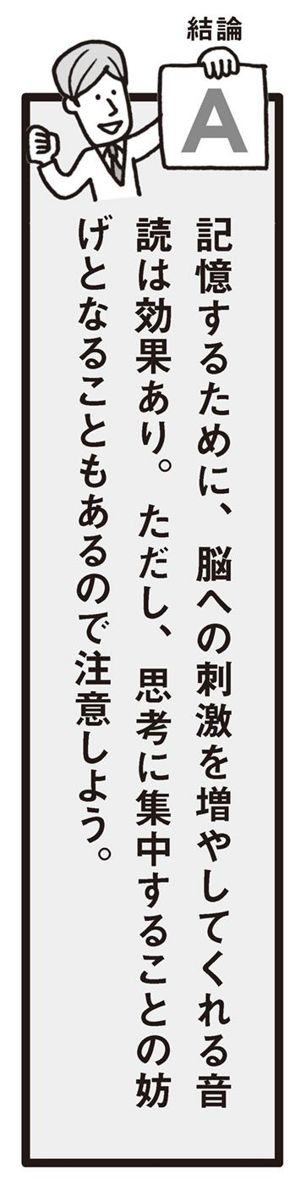 結論
A
記憶するために、脳への刺激を増やしてくれる音
読は効果あり。ただし、思考に集中することの妨
げとなることもあるので注意しよう。